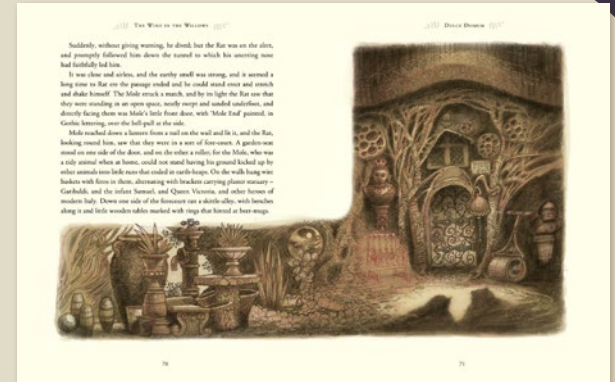 The Wind in the Willows
Dulce Domum
Suddenly, without giving warning, he dived; but the Rat was on the alert,
and promptly followed him down the tunnel to which his unerring nose
had faithfully led him.
It was close and airless, and the earthy smell was strong, and it seemed a
long time to Rat ere the passage ended and he could stand erect and stretch
and shake himself. The Mole struck a match, and by its light the Rat saw that
they were standing in an open space, neatly swept and sanded underfoot, and
directly facing them was Mole's little front door, with 'Mole End' painted, in
Gothic lettering, over the bell-pull at the side.
Mole reached down a lantern from a nail on the wall and lit it, and the Rat,
looking round him, saw that they were in a sort of fore-court. A garden-seat
stood on one side of the door, and on the other a roller; for the Mole, who was
a tidy animal when at home, could not stand having his ground kicked up by
other animals into little runs that ended in earth-heaps. On the walls hung wire
baskets with ferns in them, alternating with brackets carrying plaster statuary –
Garibaldi, and the infant Samuel, and Queen Victoria, and other heroes of
modern Italy. Down one side of the forecourt ran a skittle-alley, with benches
along it and little wooden tables marked with rings that hinted at beer-mugs.
70
71